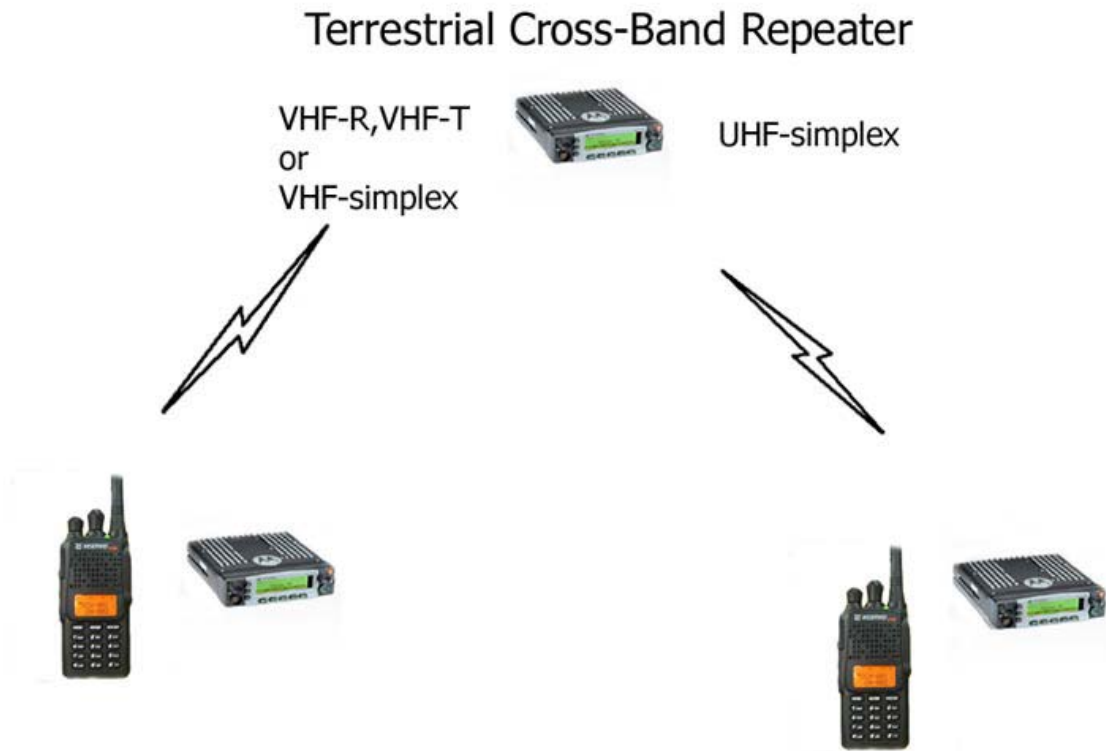 Terrestrial Cross-Band Repeater
VHF-R,VHF-T
or
VHF-simplex
UHF-simplex